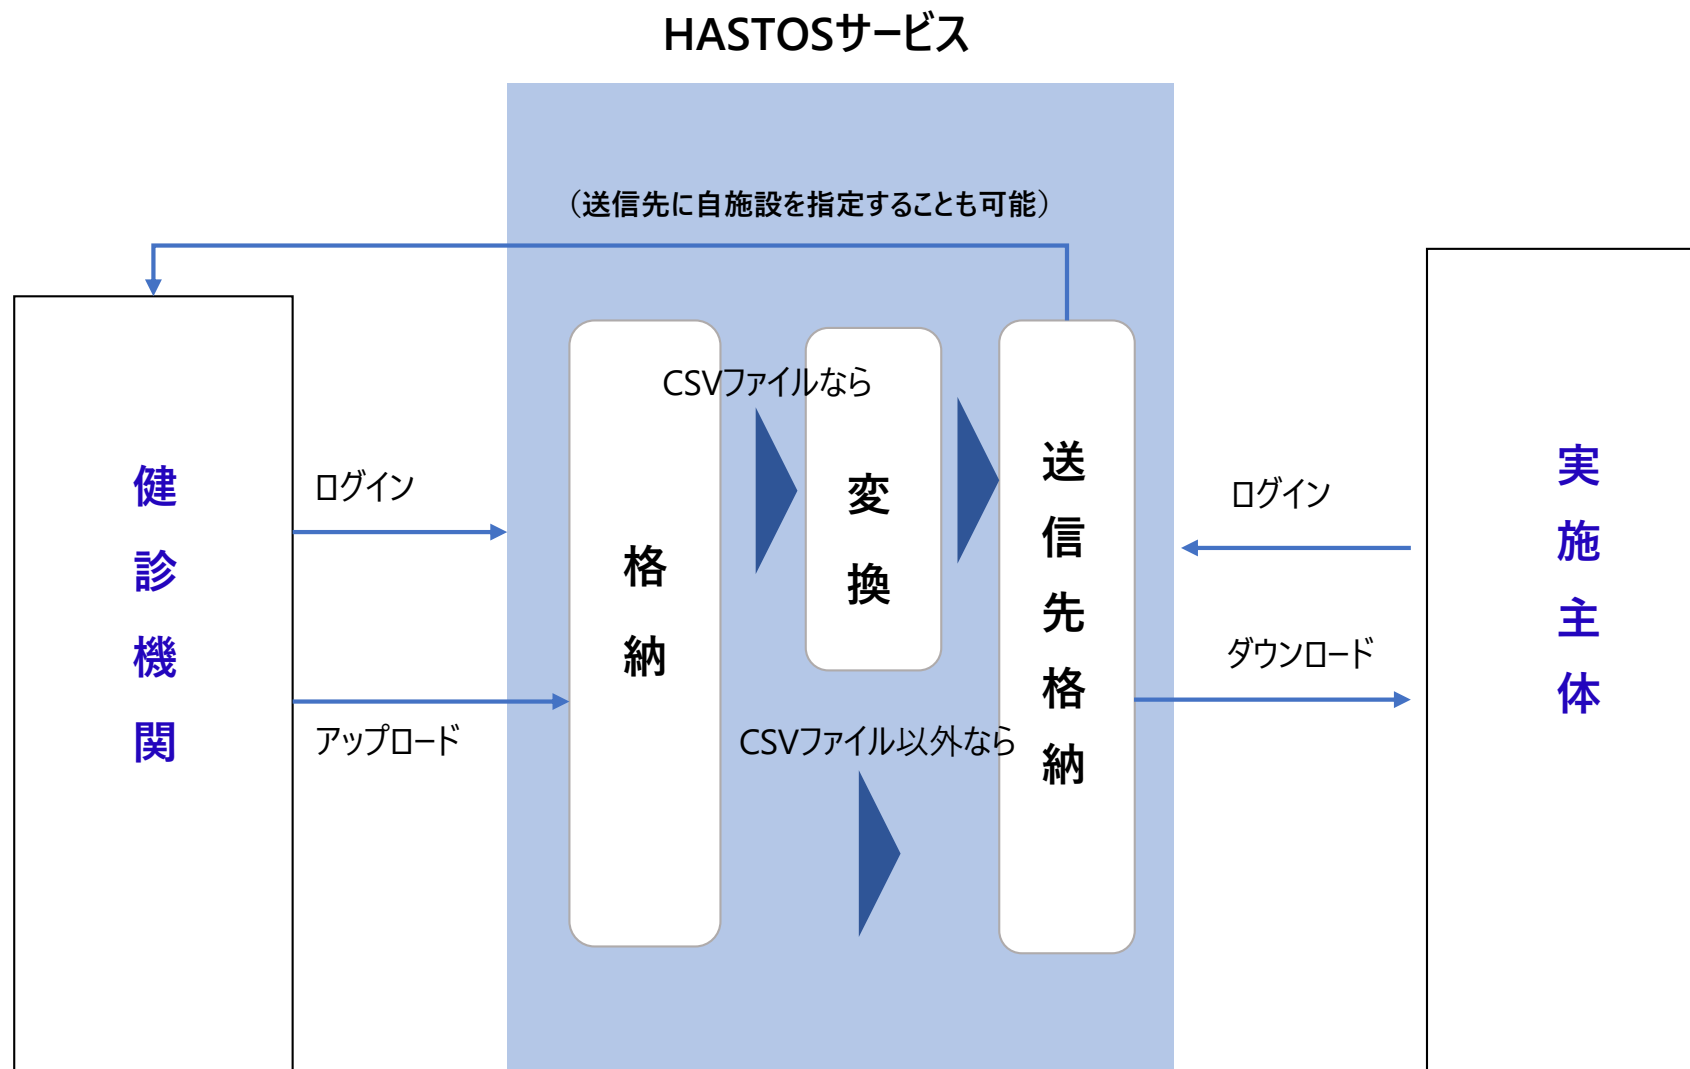 HASTOSサービス
（送信先に自施設を指定することも可能）
健診機関
ログイン
アップロード
格納
CSVファイルなら
変換
CSVファイル以外なら
送信先格納
ログイン
ダウンロード
実施主体